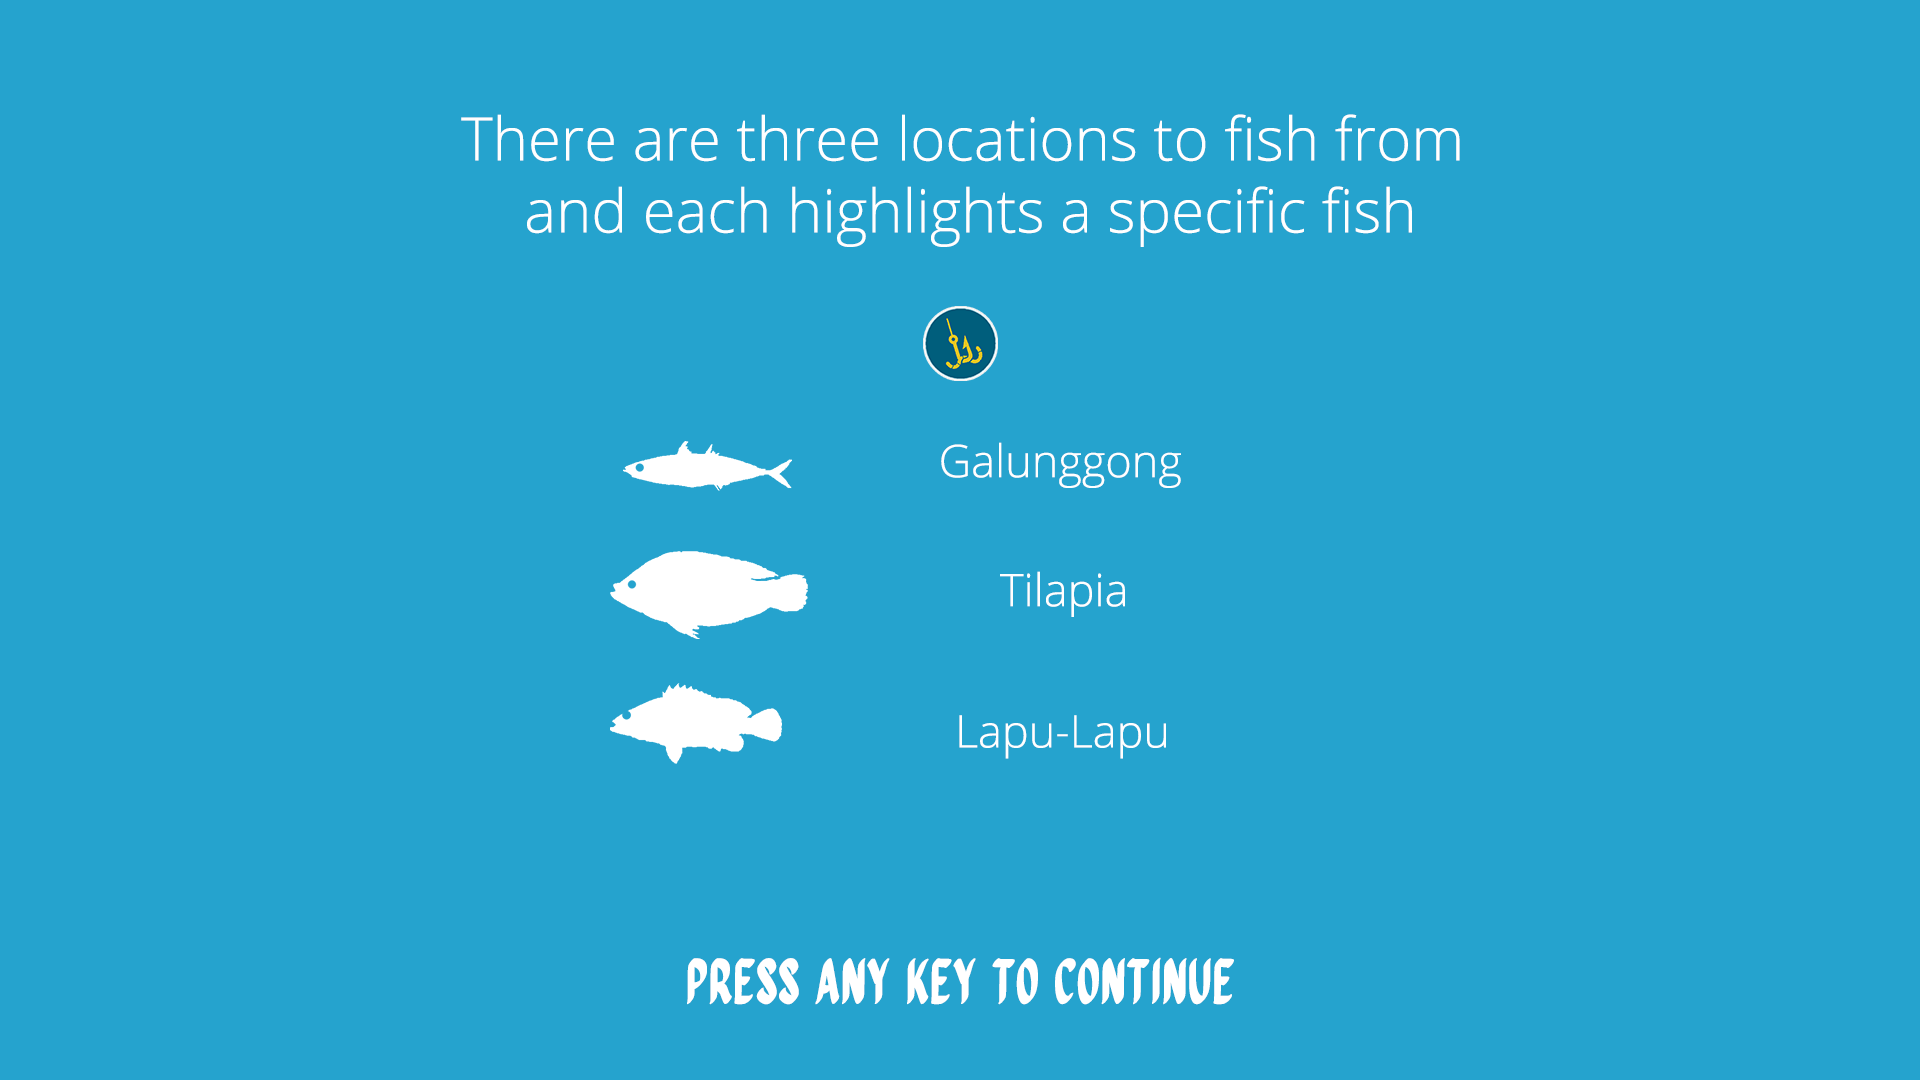 There are three locations to fish from
and each highlights a specific fish
Galunggong
Tilapia
Lapu-Lapu
PRESS ANY KEY TO CONTINUE